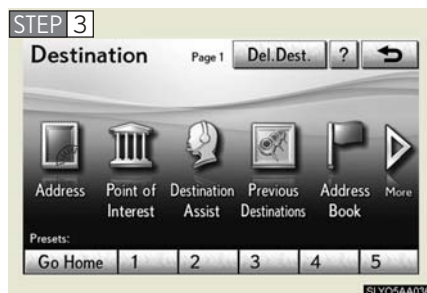 STEP 3
Destination Page 1 Del.Dest. ?
Address Point of Interest Destination Assist Previous Destinations Address Book More
Presets:
Go Home 1 2 3 4 5